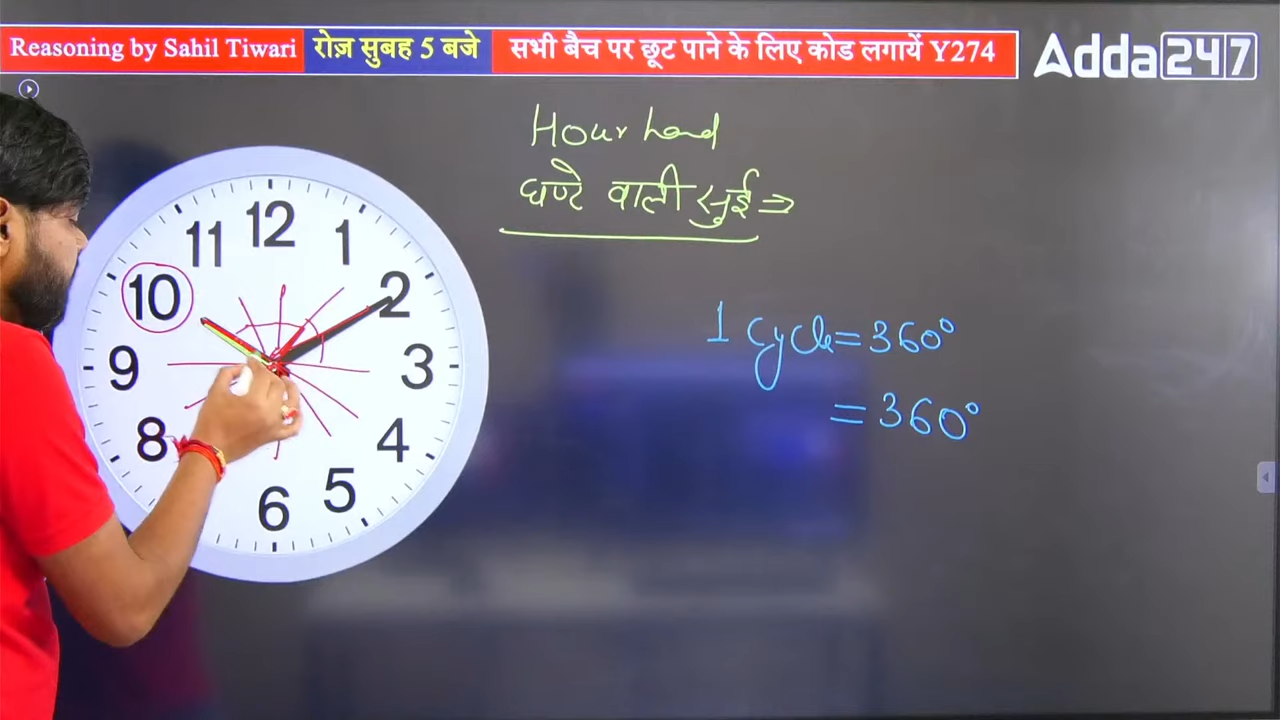 Reasoning by Sahil Tiwari रोज़ सुबह 5 बजे सभी बैच पर छूट पाने के लिए कोड लगायें Y274 Adda247
Hour hand
घण्टे वाली सुई ⇒
1 Cycle = 360°
= 360°
12
11 1
10 2
9 3
8 4
6 5